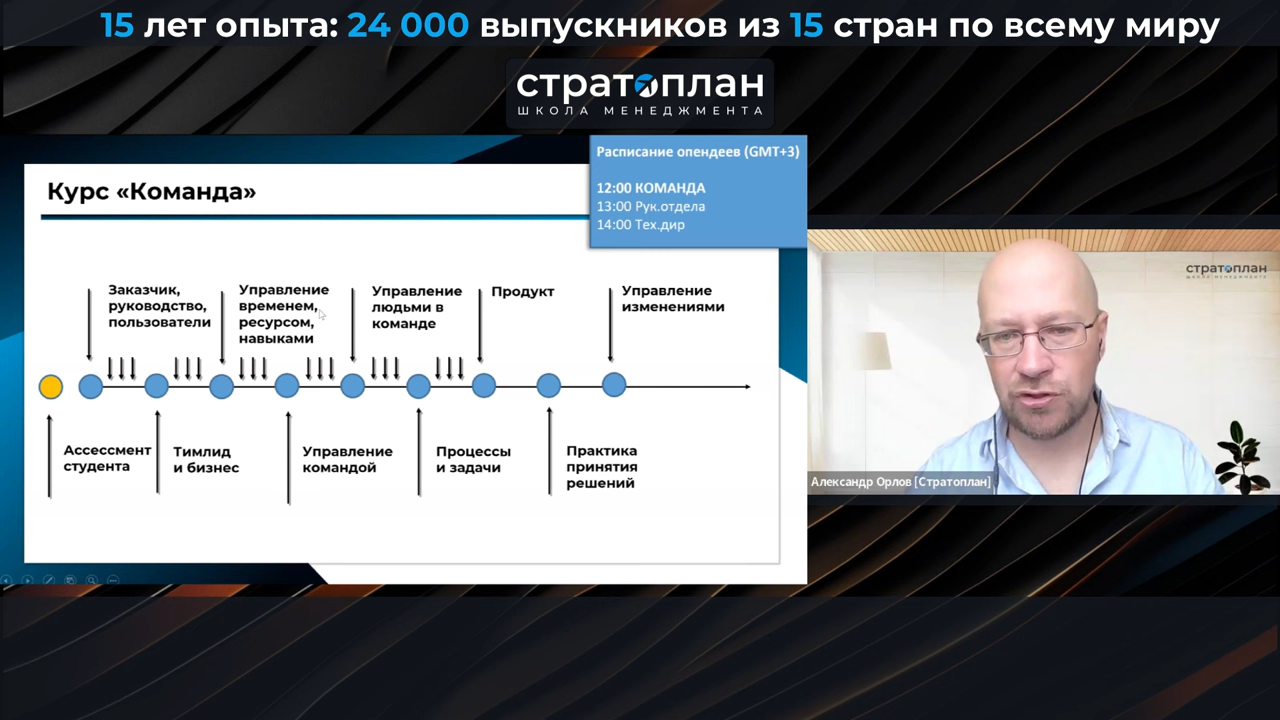 15 лет опыта: 24 000 выпускников из 15 стран по всему миру
стратоплан
ШКОЛА МЕНЕДЖМЕНТА
Расписание опендеев (GMT+3)
12:00 КОМАНДА
13:00 Рук.отдела
14:00 Тех.дир
Курс «Команда»
Заказчик,
руководство,
пользователи
Управление
временем,
ресурсом,
навыками
Управление
людьми в
команде
Продукт
Управление
изменениями
Ассессмент
студента
Тимлид
и бизнес
Управление
командой
Процессы
и задачи
Практика
принятия
решений
стратоплан
ШКОЛА МЕНЕДЖМЕНТА
Александр Орлов [Стратоплан]